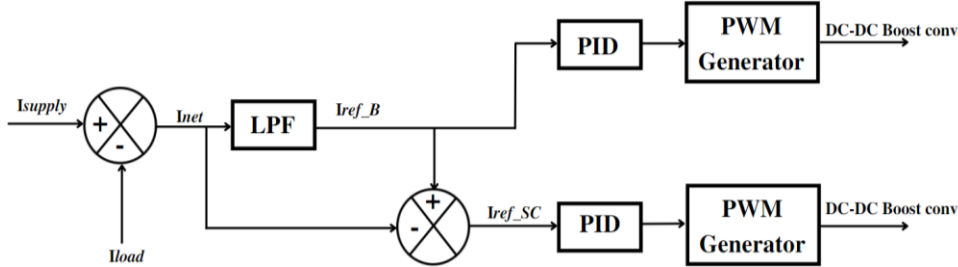 PWM
Generator
DC-DC Boost conv
PID
Isupply
Inet
LPF
Iref_B
+
-
Iload
+
-
Iref_SC
PID
PWM
Generator
DC-DC Boost conv